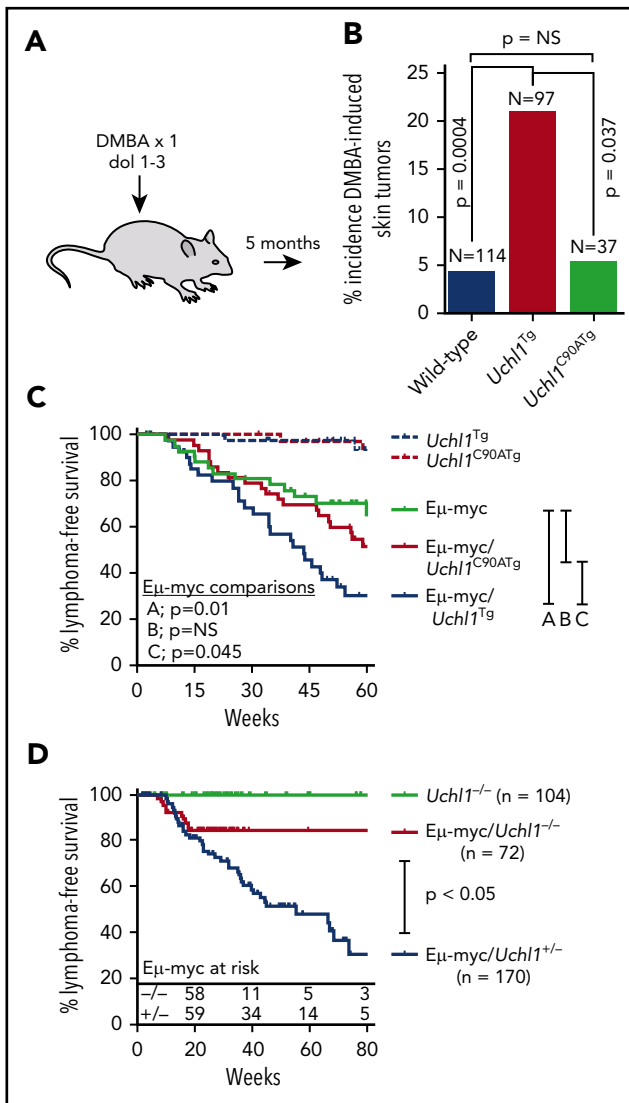 A
DMBA x 1
dol 1-3
5 months
B
p = NS
% incidence DMBA-induced
skin tumors
25
20
15
10
5
0
N=114
N=97
N=37
p = 0.0004
p = 0.037
Wild-type
Uchl1Tg
Uchl1C90ATg
C
% lymphoma-free survival
100
80
60
40
20
0
Eμ-myc comparisons
A; p=0.01
B; p=NS
C; p=0.045
0 15 30 45 60
Weeks
Uchl1Tg
Uchl1C90ATg
Eμ-myc
Eμ-myc/
Uchl1C90ATg
Eμ-myc/
Uchl1Tg
A B C
D
% lymphoma-free survival
100
80
60
40
20
0
Eμ-myc at risk
−/− 58 11 5 3
+/− 59 34 14 5
0 20 40 60 80
Weeks
Uchl1−/− (n = 104)
Eμ-myc/Uchl1−/−
(n = 72)
p < 0.05
Eμ-myc/Uchl1+/−
(n = 170)